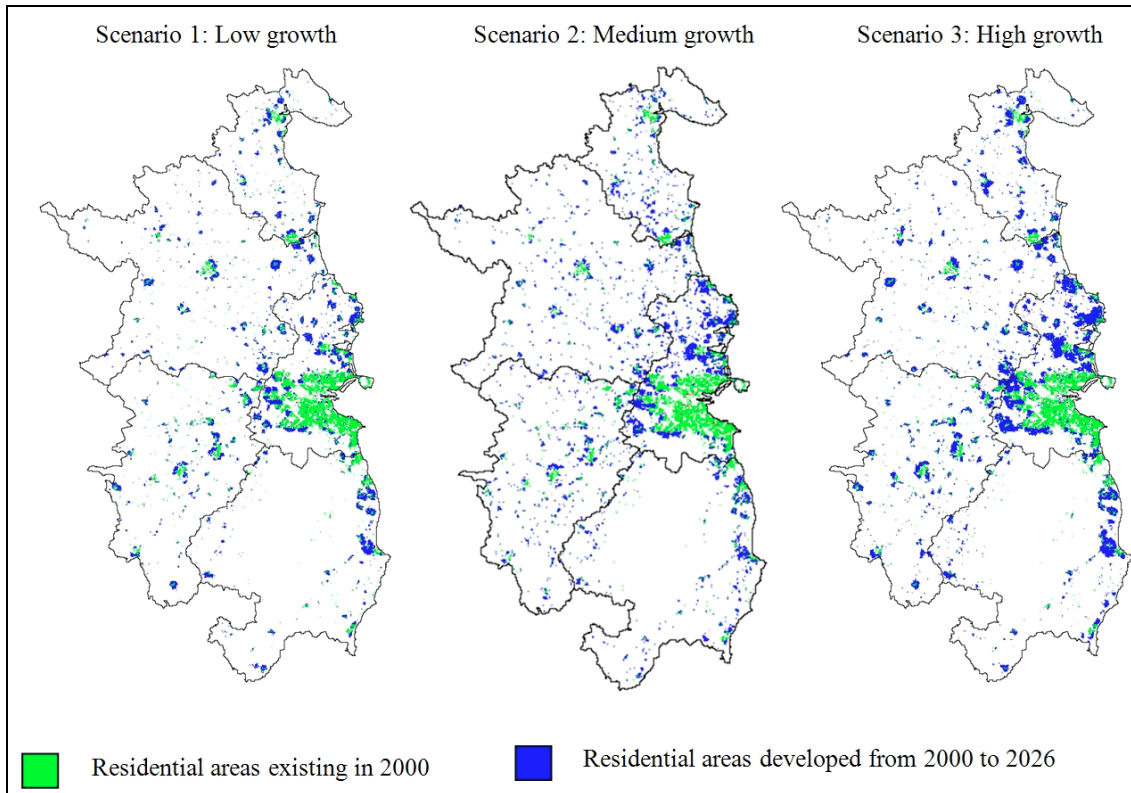 Scenario 1: Low growth
Scenario 2: Medium growth
Scenario 3: High growth
Residential areas existing in 2000
Residential areas developed from 2000 to 2026